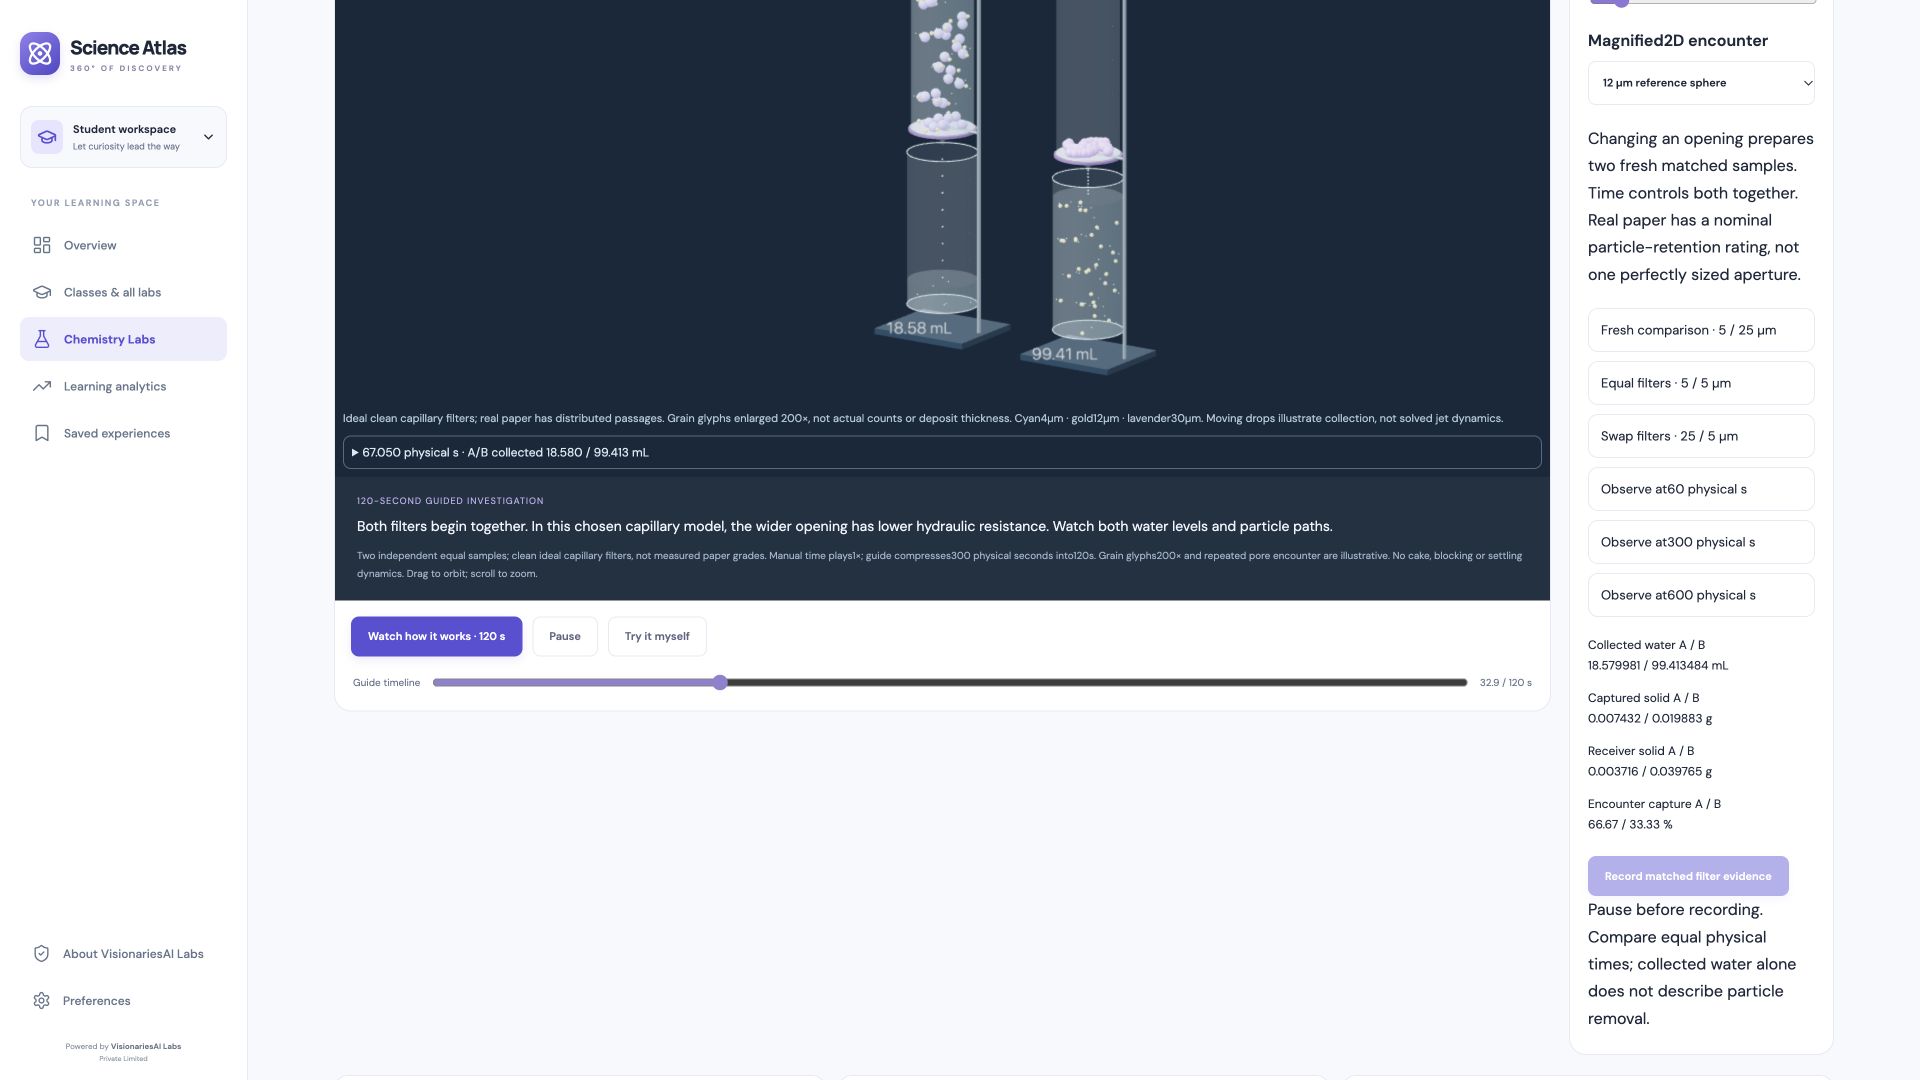 Science Atlas
360° OF DISCOVERY
Student workspace
Let curiosity lead the way
YOUR LEARNING SPACE
Overview
Classes & all labs
Chemistry Labs
Learning analytics
Saved experiences
About VisionariesAI Labs
Preferences
Powered by VisionariesAI Labs
Private Limited
18.58 mL
99.41 mL
Ideal clean capillary filters; real paper has distributed passages. Grain glyphs enlarged 200×, not actual counts or deposit thickness. Cyan4µm · gold12µm · lavender30µm. Moving drops illustrate collection, not solved jet dynamics.
67.050 physical s · A/B collected 18.580 / 99.413 mL
120-SECOND GUIDED INVESTIGATION
Both filters begin together. In this chosen capillary model, the wider opening has lower hydraulic resistance. Watch both water levels and particle paths.
Two independent equal samples; clean ideal capillary filters, not measured paper grades. Manual time plays1×; guide compresses300 physical seconds into120s. Grain glyphs200× and repeated pore encounter are illustrative. No cake, blocking or settling
dynamics. Drag to orbit; scroll to zoom.
Watch how it works · 120 s
Pause
Try it myself
Guide timeline
32.9 / 120 s
Magnified2D encounter
12 µm reference sphere
Changing an opening prepares
two fresh matched samples.
Time controls both together.
Real paper has a nominal
particle-retention rating, not
one perfectly sized aperture.
Fresh comparison · 5 / 25 µm
Equal filters · 5 / 5 µm
Swap filters · 25 / 5 µm
Observe at60 physical s
Observe at300 physical s
Observe at600 physical s
Collected water A / B
18.579981 / 99.413484 mL
Captured solid A / B
0.007432 / 0.019883 g
Receiver solid A / B
0.003716 / 0.039765 g
Encounter capture A / B
66.67 / 33.33 %
Record matched filter evidence
Pause before recording.
Compare equal physical
times; collected water alone
does not describe particle
removal.